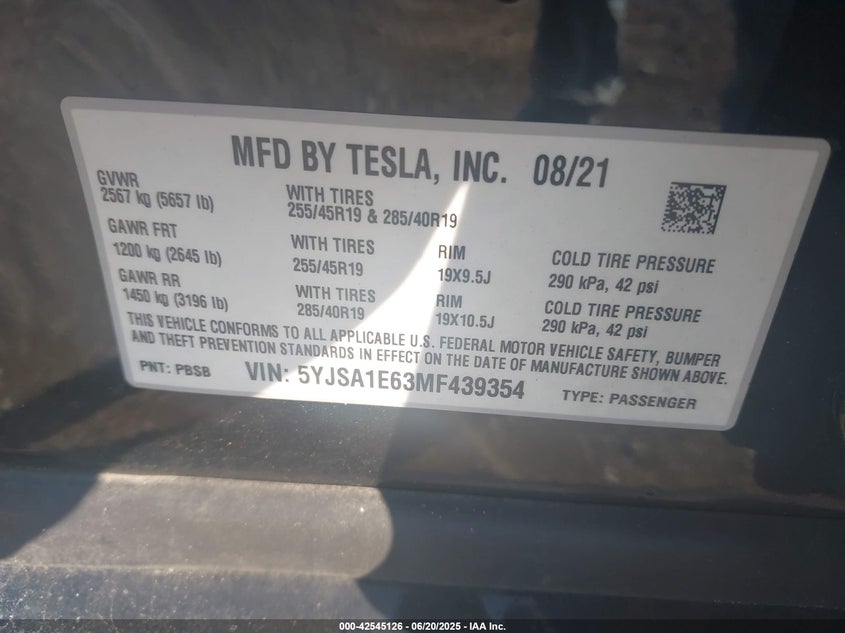 MFD BY TESLA, INC. 08/21
GVWR
2567 kg (5657 lb)
WITH TIRES
255/45R19 & 285/40R19
GAWR FRT
1200 kg (2645 lb)
WITH TIRES
255/45R19
RIM
19X9.5J
COLD TIRE PRESSURE
290 kPa, 42 psi
GAWR RR
1450 kg (3196 lb)
WITH TIRES
285/40R19
RIM
19X10.5J
COLD TIRE PRESSURE
290 kPa, 42 psi
THIS VEHICLE CONFORMS TO ALL APPLICABLE U.S. FEDERAL MOTOR VEHICLE SAFETY, BUMPER
AND THEFT PREVENTION STANDARDS IN EFFECT ON THE DATE OF MANUFACTURE SHOWN ABOVE.
PNT: PBSB VIN: 5YJSA1E63MF439354 TYPE: PASSENGER
000-42545126 - 06/20/2025 - IAA Inc.